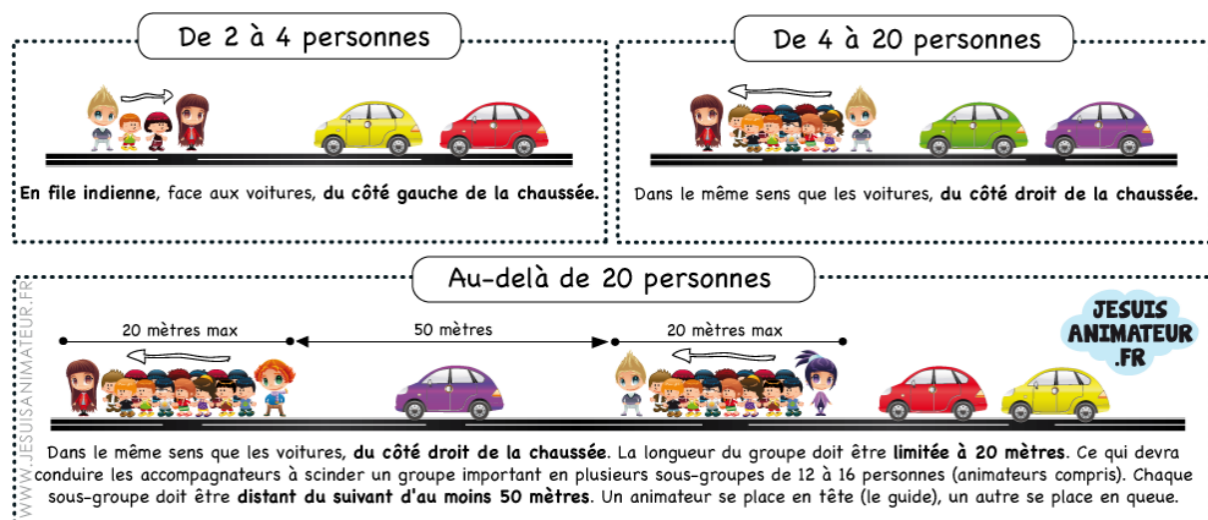 De 2 à 4 personnes
En file indienne, face aux voitures, du côté gauche de la chaussée.
De 4 à 20 personnes
Dans le même sens que les voitures, du côté droit de la chaussée.
Au-delà de 20 personnes
20 mètres max
50 mètres
20 mètres max
JESUIS
ANIMATEUR
.FR
Dans le même sens que les voitures, du côté droit de la chaussée. La longueur du groupe doit être limitée à 20 mètres. Ce qui devra
conduire les accompagnateurs à scinder un groupe important en plusieurs sous-groupes de 12 à 16 personnes (animateurs compris). Chaque
sous-groupe doit être distant du suivant d'au moins 50 mètres. Un animateur se place en tête (le guide), un autre se place en queue.
WWW.JESUISANIMATEUR.FR